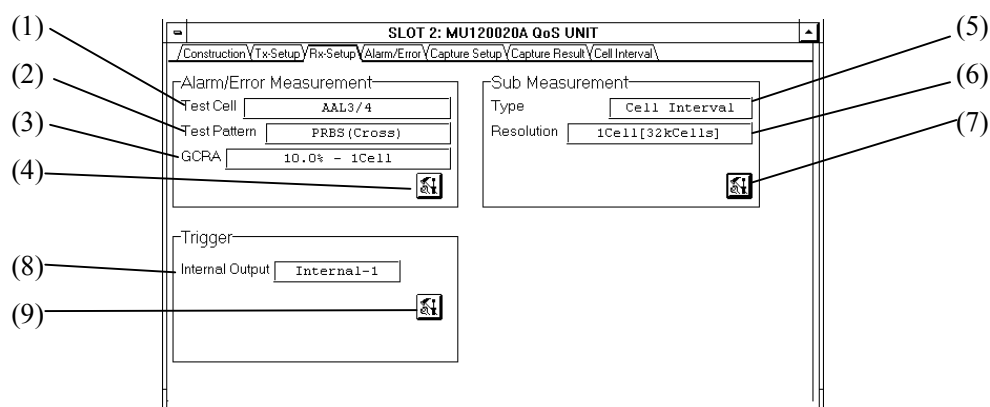 SLOT 2: MU120020A QoS UNIT
Construction Tx-Setup Rx-Setup Alarm/Error Capture Setup Capture Result Cell Interval
(1)
(2)
(3)
(4)
Alarm/Error Measurement
Test Cell AAL3/4
Test Pattern PRBS(Cross)
GCRA 10.0% - 1Cell
Sub Measurement
Type Cell Interval
Resolution 1Cell[32kCells]
(5)
(6)
(7)
(8)
(9)
Trigger
Internal Output Internal-1